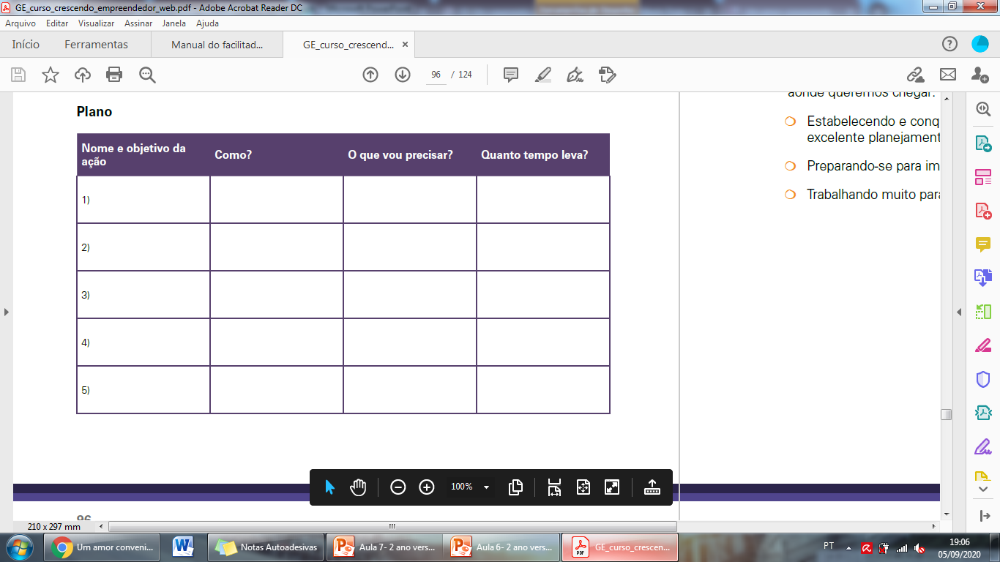 GE_curso_crescendo_empreendedor_web.pdf - Adobe Acrobat Reader DC
Arquivo Editar Visualizar Assinar Janela Ajuda
Início Ferramentas Manual do facilitad... GE_curso_crescend... ×
96 / 124
Plano
Nome e objetivo da ação Como? O que vou precisar? Quanto tempo leva?
1)
2)
3)
4)
5)
aonde queremos chegar.
Estabelecendo e conq
excelente planejament
Preparando-se para im
Trabalhando muito para
100%
96
210 x 297 mm
Um amor conveni... Notas Autoadesivas Aula 7- 2 ano vers... Aula 6- 2 ano vers... GE_curso_crescen... PT 19:06
05/09/2020